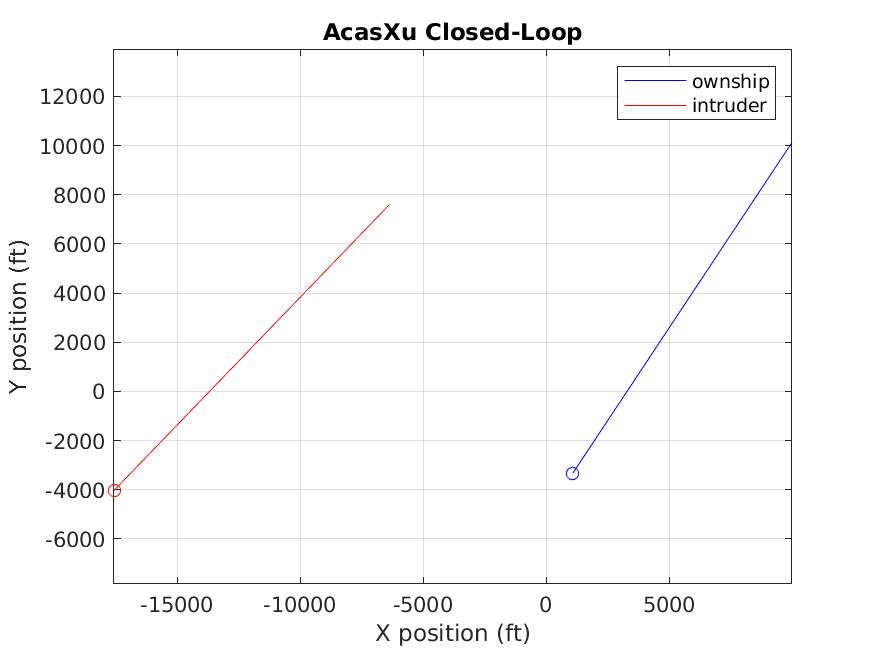 AcasXu Closed-Loop
ownship
intruder
12000
10000
8000
6000
4000
2000
0
-2000
-4000
-6000
Y position (ft)
-15000 -10000 -5000 0 5000
X position (ft)